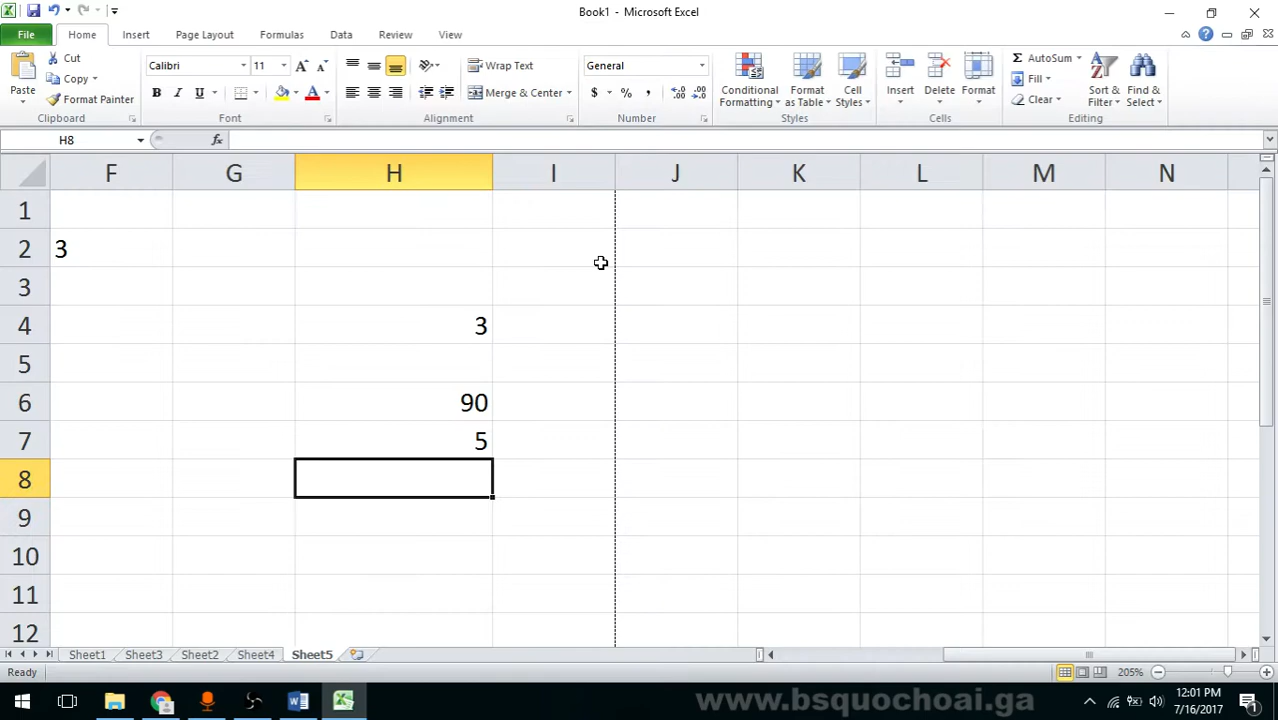 Book1 - Microsoft Excel
File Home Insert Page Layout Formulas Data Review View
Paste Cut Copy Format Painter Clipboard
Calibri 11 A A B I U A Font
Wrap Text Merge & Center Alignment
General $ % , .00 .0 Number
Conditional Formatting Format as Table Cell Styles Styles
Insert Delete Format Cells
Σ AutoSum Fill Clear Sort & Filter Find & Select Editing
H8 fx
F G H I J K L M N
1
2 3
3
4 3
5
6 90
7 5
8
9
10
11
12
Sheet1 Sheet3 Sheet2 Sheet4 Sheet5
Ready 205%
www.bsquochoai.ga
12:01 PM
7/16/2017
1